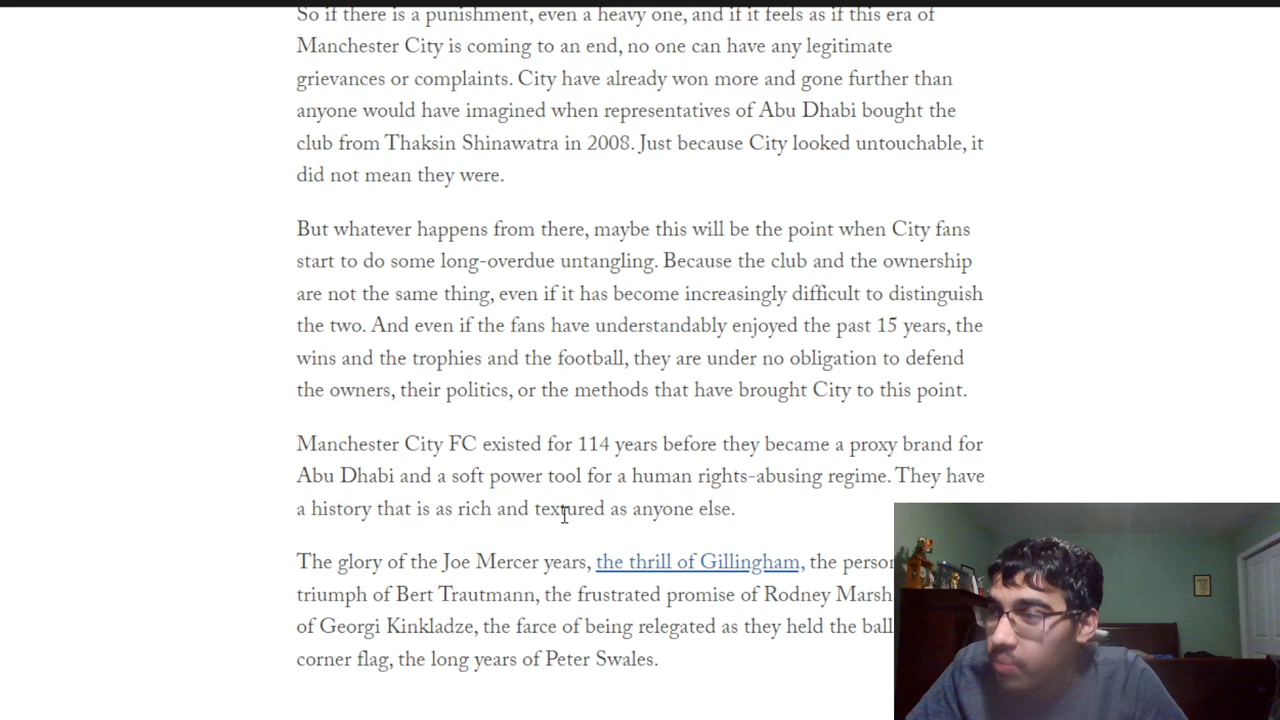 So if there is a punishment, even a heavy one, and if it feels as if this era of
Manchester City is coming to an end, no one can have any legitimate
grievances or complaints. City have already won more and gone further than
anyone would have imagined when representatives of Abu Dhabi bought the
club from Thaksin Shinawatra in 2008. Just because City looked untouchable, it
did not mean they were.
But whatever happens from there, maybe this will be the point when City fans
start to do some long-overdue untangling. Because the club and the ownership
are not the same thing, even if it has become increasingly difficult to distinguish
the two. And even if the fans have understandably enjoyed the past 15 years, the
wins and the trophies and the football, they are under no obligation to defend
the owners, their politics, or the methods that have brought City to this point.
Manchester City FC existed for 114 years before they became a proxy brand for
Abu Dhabi and a soft power tool for a human rights-abusing regime. They have
a history that is as rich and textured as anyone else.
The glory of the Joe Mercer years, the thrill of Gillingham, the person
triumph of Bert Trautmann, the frustrated promise of Rodney Marsh
of Georgi Kinkladze, the farce of being relegated as they held the ball
corner flag, the long years of Peter Swales.